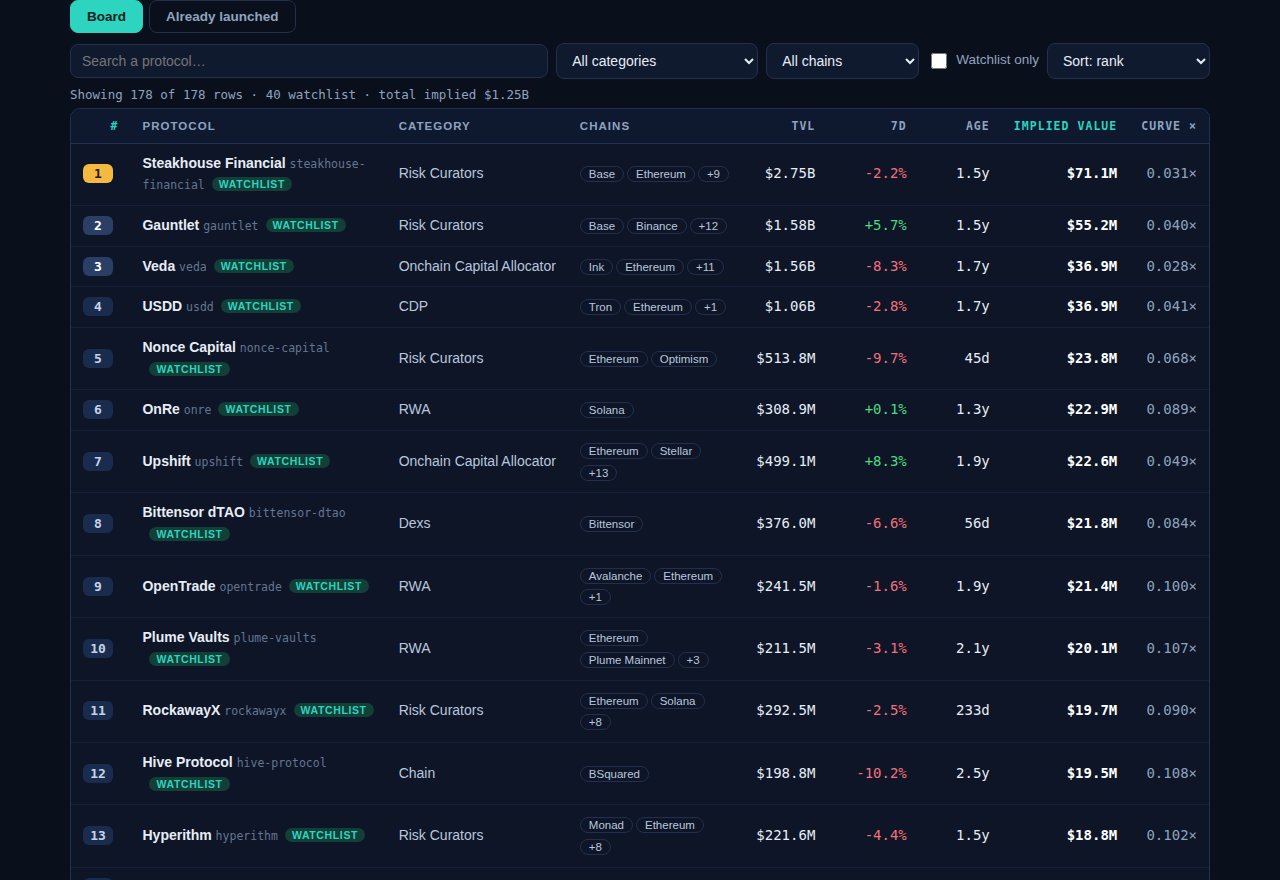 Board Already launched
Search a protocol… All categories All chains Watchlist only Sort: rank
Showing 178 of 178 rows · 40 watchlist · total implied $1.25B
# PROTOCOL CATEGORY CHAINS TVL 7D AGE IMPLIED VALUE CURVE ×
1 Steakhouse Financial steakhouse-financial WATCHLIST Risk Curators Base Ethereum +9 $2.75B -2.2% 1.5y $71.1M 0.031×
2 Gauntlet gauntlet WATCHLIST Risk Curators Base Binance +12 $1.58B +5.7% 1.5y $55.2M 0.040×
3 Veda veda WATCHLIST Onchain Capital Allocator Ink Ethereum +11 $1.56B -8.3% 1.7y $36.9M 0.028×
4 USDD usdd WATCHLIST CDP Tron Ethereum +1 $1.06B -2.8% 1.7y $36.9M 0.041×
5 Nonce Capital nonce-capital WATCHLIST Risk Curators Ethereum Optimism $513.8M -9.7% 45d $23.8M 0.068×
6 OnRe onre WATCHLIST RWA Solana $308.9M +0.1% 1.3y $22.9M 0.089×
7 Upshift upshift WATCHLIST Onchain Capital Allocator Ethereum Stellar +13 $499.1M +8.3% 1.9y $22.6M 0.049×
8 Bittensor dTAO bittensor-dtao WATCHLIST Dexs Bittensor $376.0M -6.6% 56d $21.8M 0.084×
9 OpenTrade opentrade WATCHLIST RWA Avalanche Ethereum +1 $241.5M -1.6% 1.9y $21.4M 0.100×
10 Plume Vaults plume-vaults WATCHLIST RWA Ethereum Plume Mainnet +3 $211.5M -3.1% 2.1y $20.1M 0.107×
11 RockawayX rockawayx WATCHLIST Risk Curators Ethereum Solana +8 $292.5M -2.5% 233d $19.7M 0.090×
12 Hive Protocol hive-protocol WATCHLIST Chain BSquared $198.8M -10.2% 2.5y $19.5M 0.108×
13 Hyperithm hyperithm WATCHLIST Risk Curators Monad Ethereum +8 $221.6M -4.4% 1.5y $18.8M 0.102×